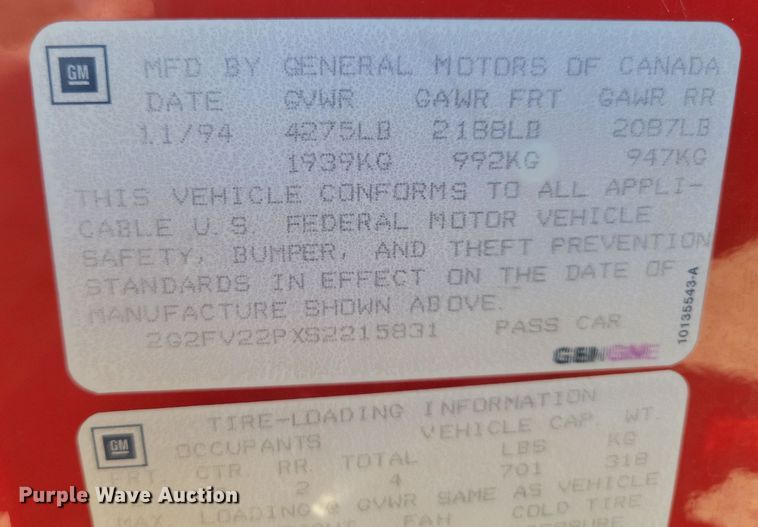 GM
MFD BY GENERAL MOTORS OF CANADA
DATE GVWR GAWR FRT GAWR RR
11/94 4275LB 2188LB 2087LB
1939KG 992KG 947KG
THIS VEHICLE CONFORMS TO ALL APPLI-
CABLE U.S. FEDERAL MOTOR VEHICLE
SAFETY, BUMPER, AND THEFT PREVENTION
STANDARDS IN EFFECT ON THE DATE OF
MANUFACTURE SHOWN ABOVE.
2G2FV22PXS2215831 PASS CAR
10135543-A
GM
TIRE-LOADING INFORMATION
OCCUPANTS VEHICLE CAP. WT.
FRT CTR. RR. TOTAL LBS KG
2 4 701 318
MAX. LOADING @ GVWR SAME AS VEHICLE
COLD TIRE
Purple Wave Auction